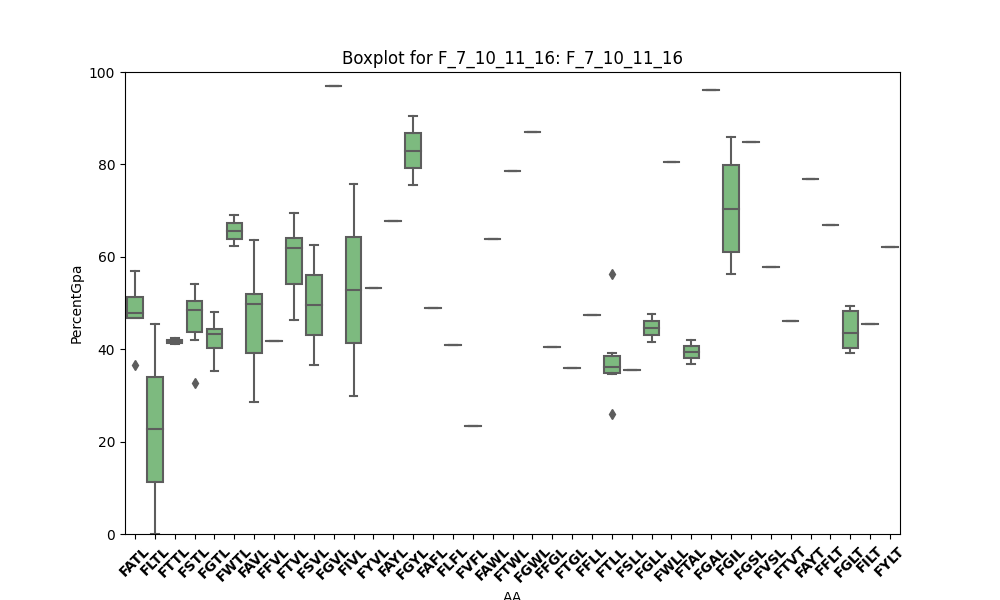 Boxplot for F_7_10_11_16: F_7_10_11_16
PercentGpa
100
80
60
40
20
0
FATL FLTL FTTL FSTL FGTL FWTL FAVL FFVL FTVL FSVL FGVL FIVL FYVL FAYL FGYL FAFL FLFL FVFL FAWL FTWL FGWL FFGL FTGL FFLL FTLL FSLL FGLL FWLL FTAL FGAL FGIL FGSL FVSL FTVT FAYT FFLT FGLT FILT FYLT
AA